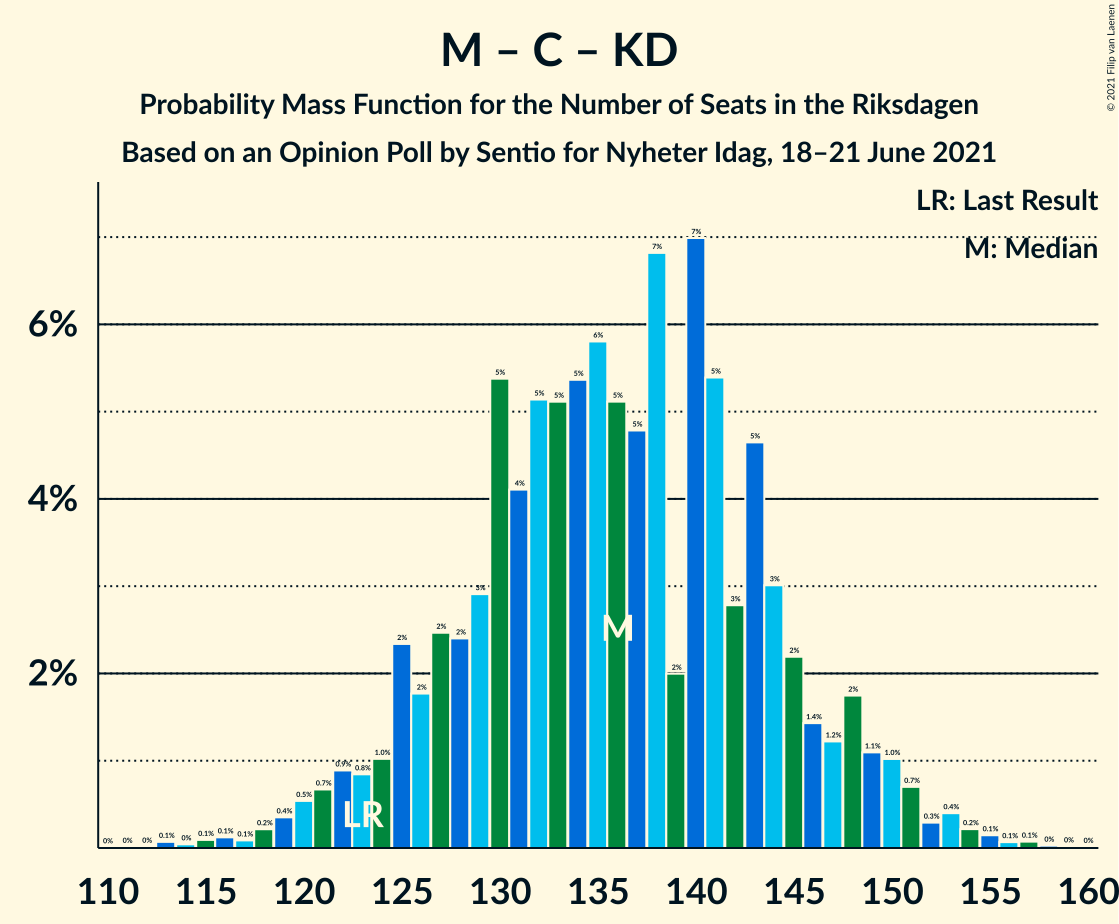 M – C – KD
Probability Mass Function for the Number of Seats in the Riksdagen
Based on an Opinion Poll by Sentio for Nyheter Idag, 18–21 June 2021
© 2021 Filip van Laenen
LR: Last Result
M: Median
6%
4%
2%
0% 0% 0% 0.1% 0% 0.1% 0.1% 0.1% 0.2% 0.4% 0.5% 0.7% 0.9% 0.8% 1.0% 2% 2% 2% 2% 3% 5% 4% 5% 5% 5% 6% 5% 5% 7% 2% 7% 5% 3% 5% 3% 2% 1.4% 1.2% 2% 1.1% 1.0% 0.7% 0.3% 0.4% 0.2% 0.1% 0.1% 0.1% 0% 0% 0%
M
LR
110 115 120 125 130 135 140 145 150 155 160